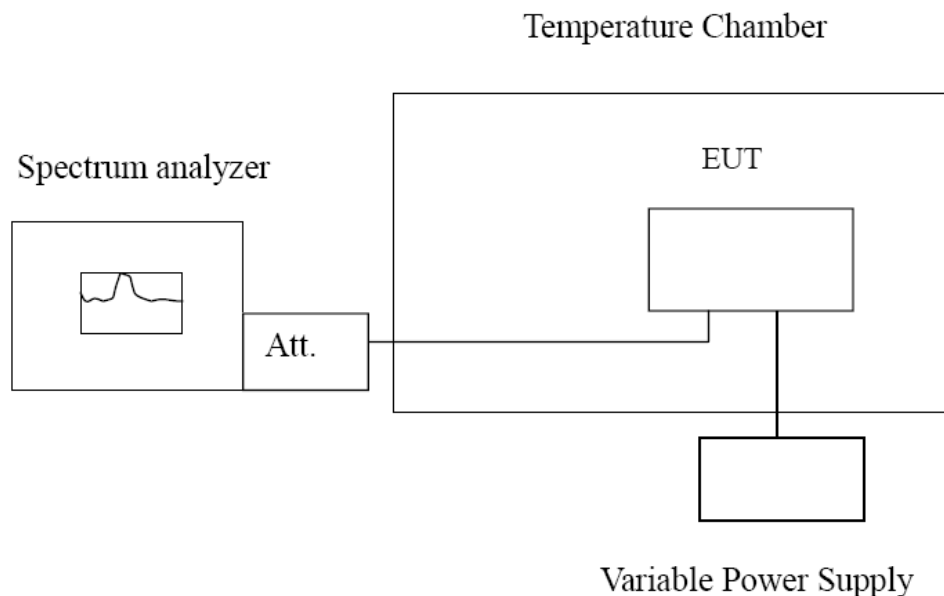 Temperature Chamber
Spectrum analyzer
EUT
Att.
Variable Power Supply